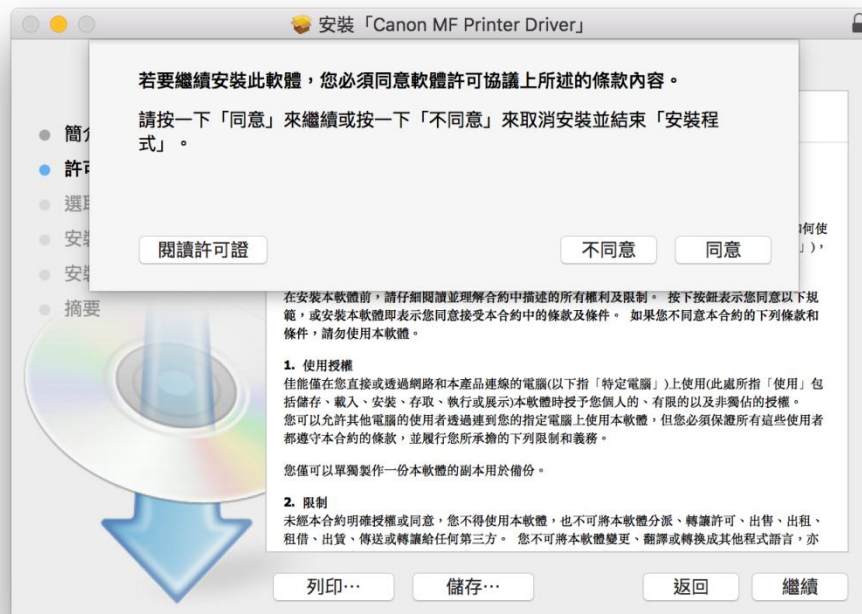 安裝「Canon MF Printer Driver」
若要繼續安裝此軟體，您必須同意軟體許可協議上所述的條款內容。
請按一下「同意」來繼續或按一下「不同意」來取消安裝並結束「安裝程
式」。
閱讀許可證
不同意
同意
簡介
許可
選取
安裝
安裝
摘要
何使
」)，
在安裝本軟體前，請仔細閱讀並理解合約中描述的所有權利及限制。 按下按鈕表示您同意以下規
範，或安裝本軟體即表示您同意接受本合約中的條款及條件。 如果您不同意本合約的下列條款和
條件，請勿使用本軟體。
1. 使用授權
佳能僅在您直接或透過網路和本產品連線的電腦(以下指「特定電腦」)上使用(此處所指「使用」包
括儲存、載入、安裝、存取、執行或展示)本軟體時授予您個人的、有限的以及非獨佔的授權。
您可以允許其他電腦的使用者透過連到您的指定電腦上使用本軟體，但您必須保證所有這些使用者
都遵守本合約的條款，並履行您所承擔的下列限制和義務。
您僅可以單獨製作一份本軟體的副本用於備份。
2. 限制
未經本合約明確授權或同意，您不得使用本軟體，也不可將本軟體分派、轉讓許可、出售、出租、
租借、出賃、傳送或轉讓給任何第三方。 您不可將本軟體變更、翻譯或轉換成其他程式語言，亦
列印⋯
儲存⋯
返回
繼續